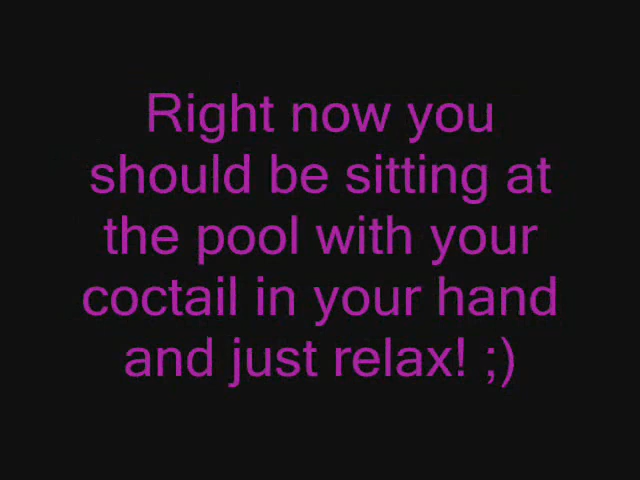 Right now you
should be sitting at
the pool with your
coctail in your hand
and just relax! ;)